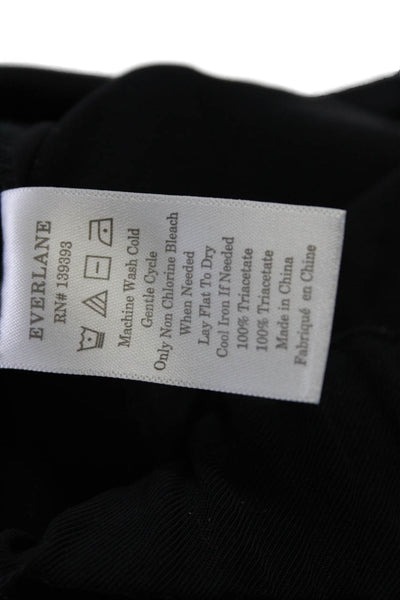 EVERLANE
RN# 139393
Machine Wash Cold
Gentle Cycle
Only Non Chlorine Bleach
When Needed
Lay Flat To Dry
Cool Iron If Needed
100% Triacetate
100% Triacetate
Made in China
Fabriqué en Chine